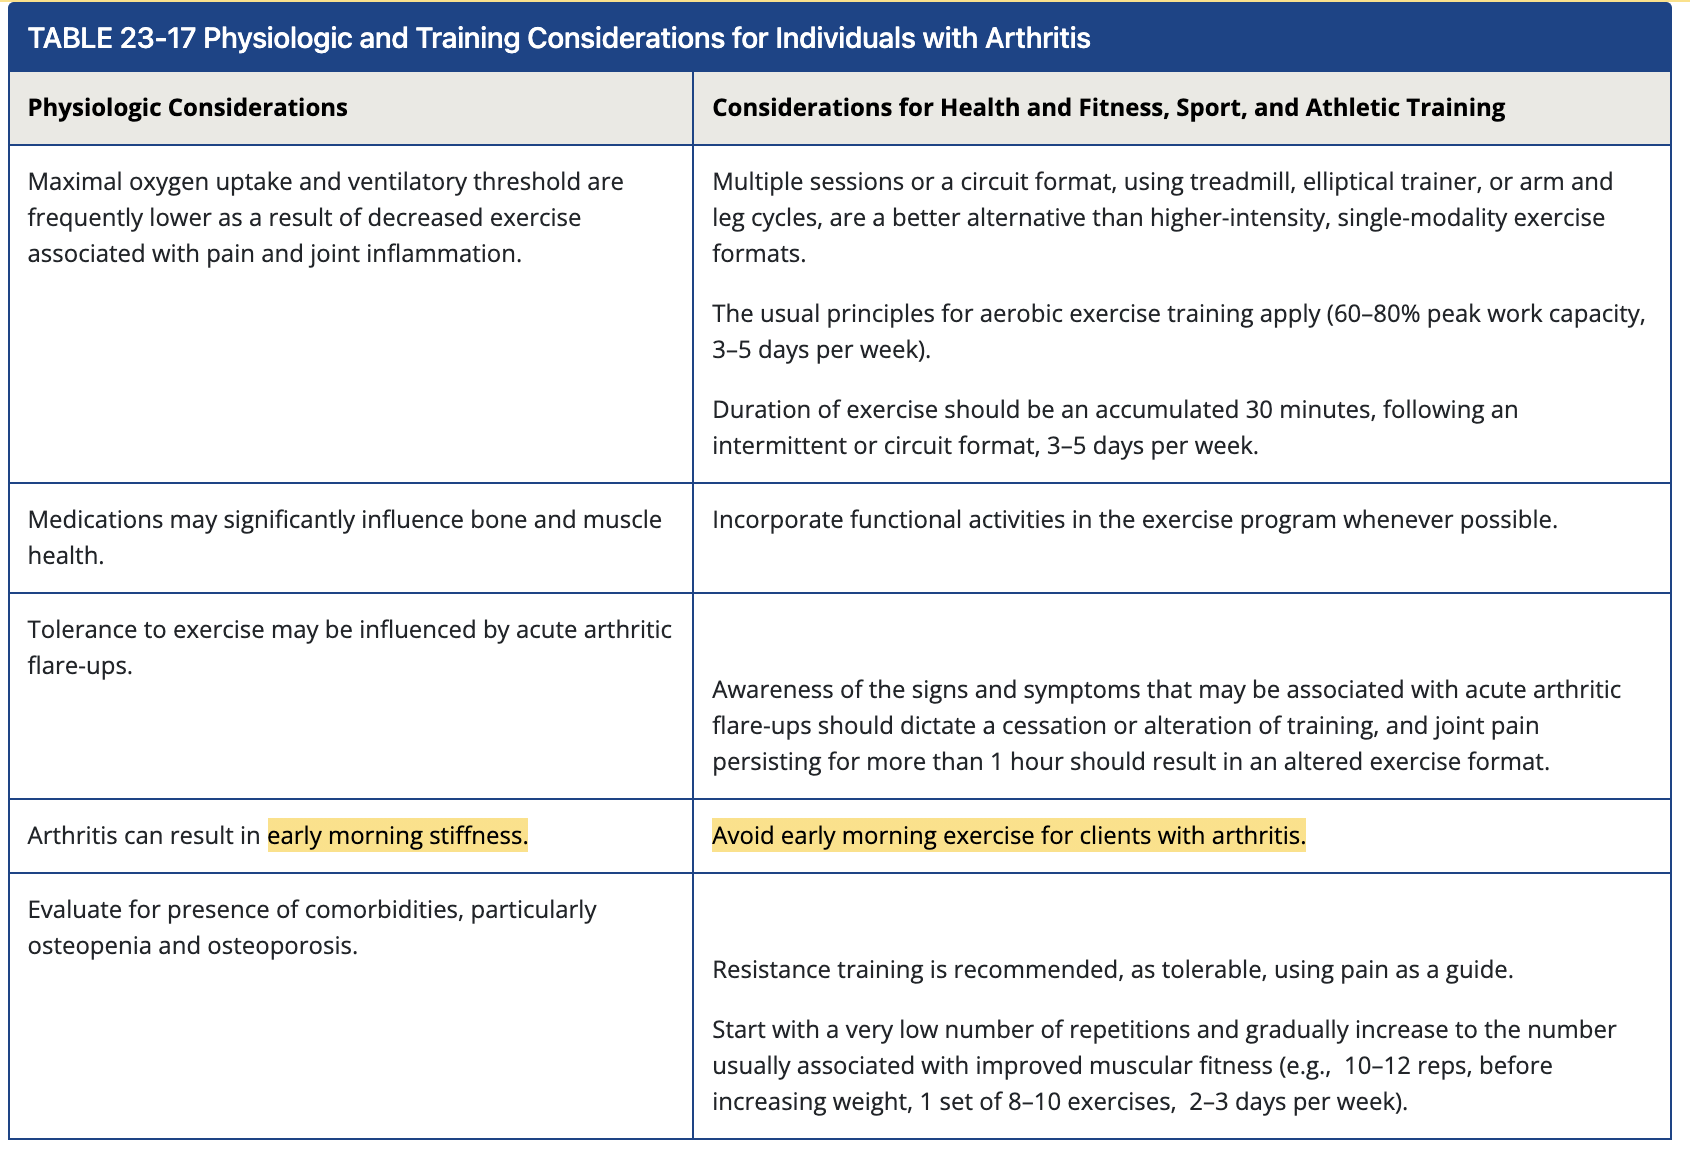 TABLE 23-17 Physiologic and Training Considerations for Individuals with Arthritis
Physiologic Considerations
Considerations for Health and Fitness, Sport, and Athletic Training
Maximal oxygen uptake and ventilatory threshold are
frequently lower as a result of decreased exercise
associated with pain and joint inflammation.
Multiple sessions or a circuit format, using treadmill, elliptical trainer, or arm and
leg cycles, are a better alternative than higher-intensity, single-modality exercise
formats.
The usual principles for aerobic exercise training apply (60–80% peak work capacity,
3–5 days per week).
Duration of exercise should be an accumulated 30 minutes, following an
intermittent or circuit format, 3–5 days per week.
Medications may significantly influence bone and muscle
health.
Incorporate functional activities in the exercise program whenever possible.
Tolerance to exercise may be influenced by acute arthritic
flare-ups.
Awareness of the signs and symptoms that may be associated with acute arthritic
flare-ups should dictate a cessation or alteration of training, and joint pain
persisting for more than 1 hour should result in an altered exercise format.
Arthritis can result in early morning stiffness.
Avoid early morning exercise for clients with arthritis.
Evaluate for presence of comorbidities, particularly
osteopenia and osteoporosis.
Resistance training is recommended, as tolerable, using pain as a guide.
Start with a very low number of repetitions and gradually increase to the number
usually associated with improved muscular fitness (e.g.,  10–12 reps, before
increasing weight, 1 set of 8–10 exercises,  2–3 days per week).